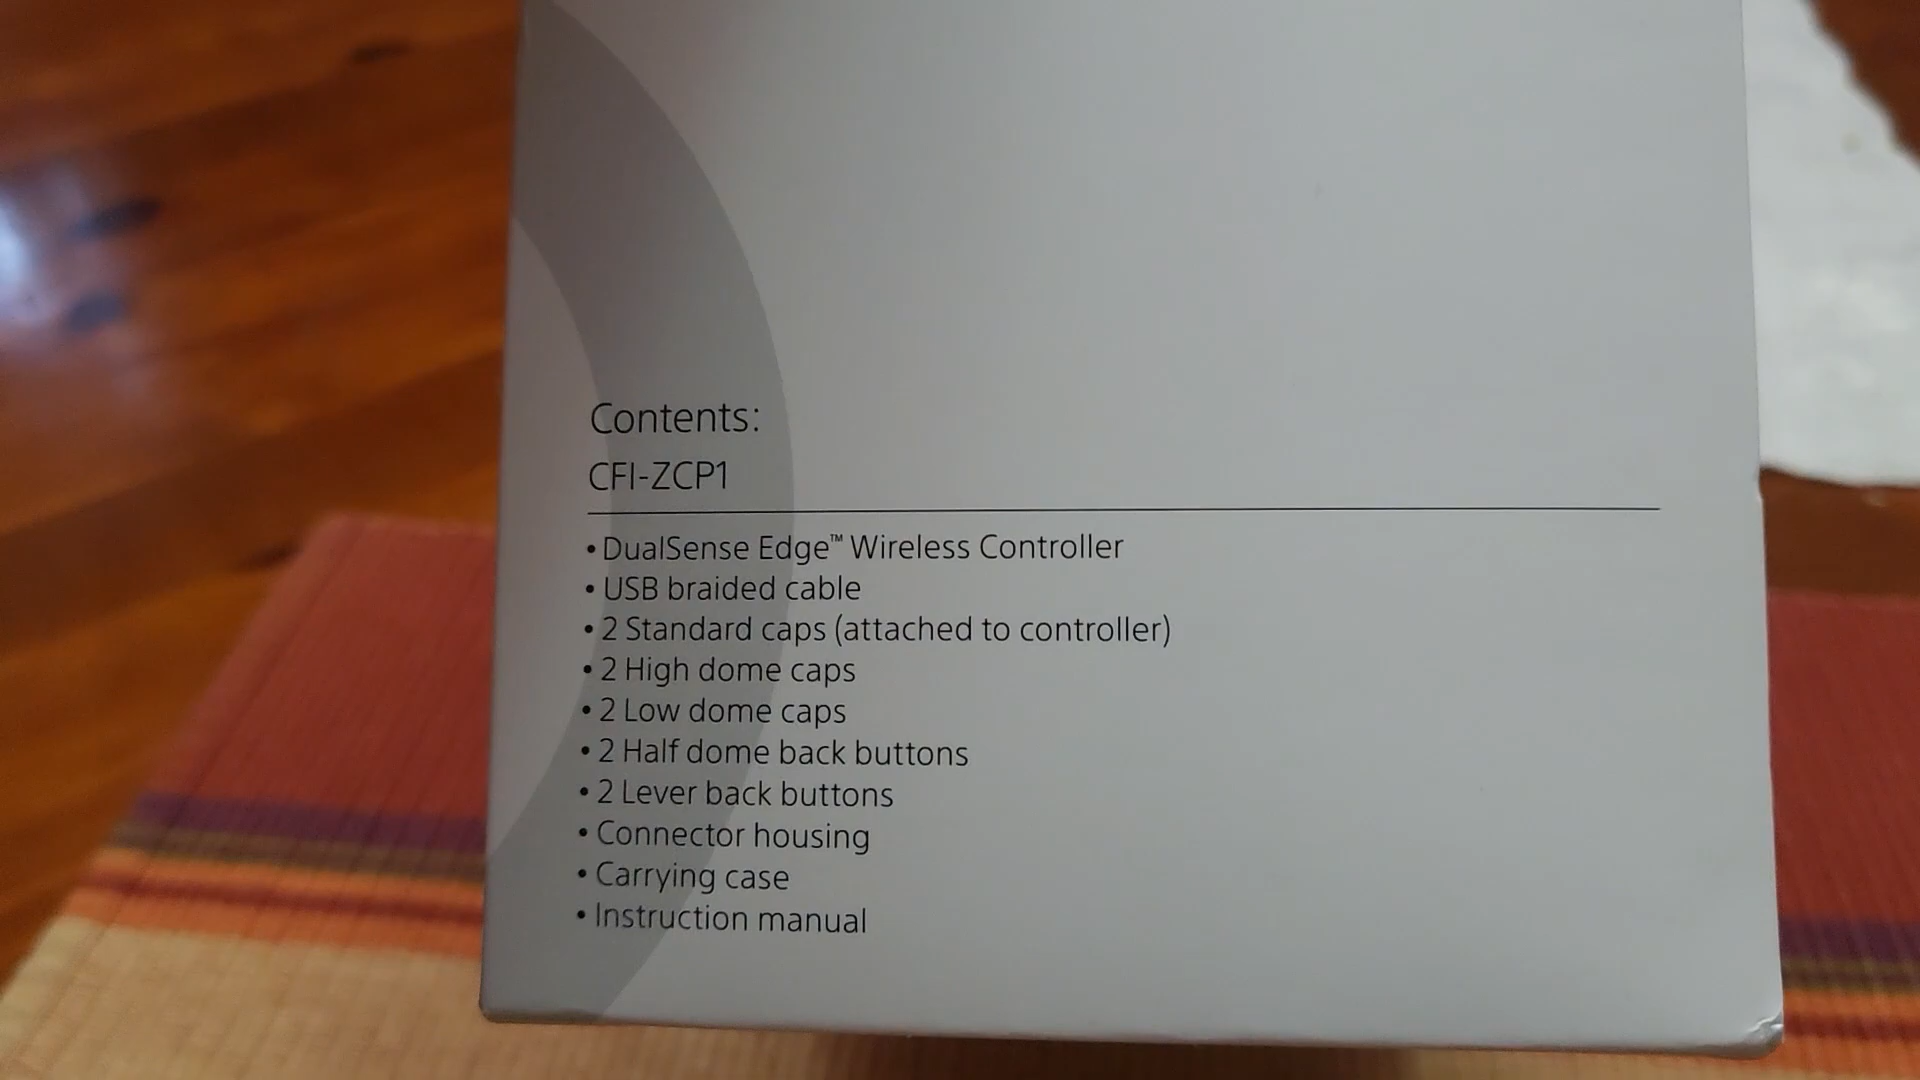 Contents:
CFI-ZCP1
• DualSense Edge™ Wireless Controller
• USB braided cable
• 2 Standard caps (attached to controller)
• 2 High dome caps
• 2 Low dome caps
• 2 Half dome back buttons
• 2 Lever back buttons
• Connector housing
• Carrying case
• Instruction manual